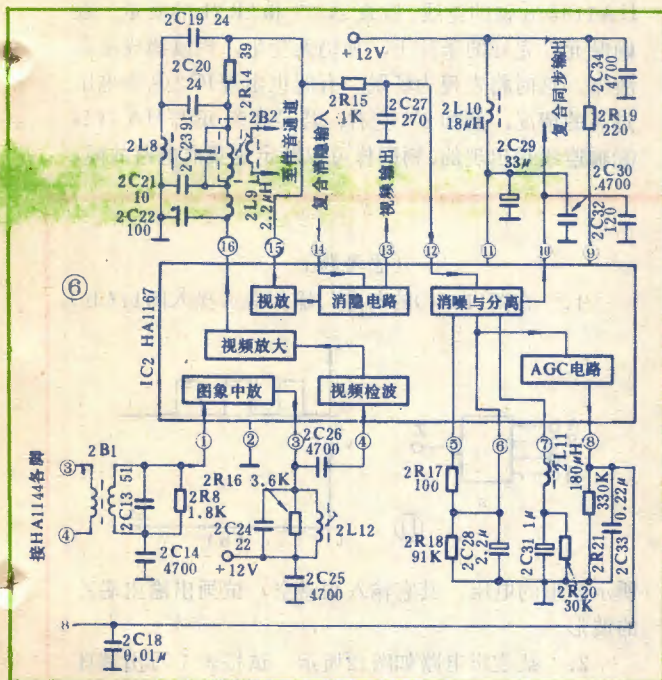 2C19 24
2C20
24
2R14
39
2L8
2C23
91
2C21
10
2C22
100
2L9
2.2μH
2B2
至伴音通道
+12V
2R15
1K
复合消隐输入
2C27
270
视频输出
2L10
18μH
2C29
33μ
复合同步输出
2C34
4700
2R19
220
2C30
4700
2C32
120
⑯
⑮
⑭
⑬
⑫
⑪
⑩
⑨
⑥
IC2 HA1167
视放
消隐电路
消噪与分离
视频放大
图象中放
视频检波
AGC电路
①
②
③
④
⑤
⑥
⑦
⑧
接HA1144各脚
③
④
2B1
2C13
51
2R8
1.8K
2C14
4700
2R16 3.6K
2C26
4700
2C24
22
+12V
2L12
2C25
4700
2R17
100
2R18
91K
2C28
2.2μ
2C31
1μ
2L11
180μH
2R20
30K
2R21
330K
2C33
0.22μ
8
2C18
0.01μ